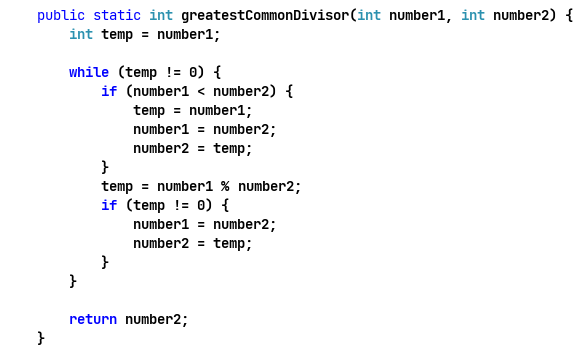 public static int greatestCommonDivisor(int number1, int number2) {
int temp = number1;
while (temp != 0) {
if (number1 < number2) {
temp = number1;
number1 = number2;
number2 = temp;
}
temp = number1 % number2;
if (temp != 0) {
number1 = number2;
number2 = temp;
}
}
return number2;
}